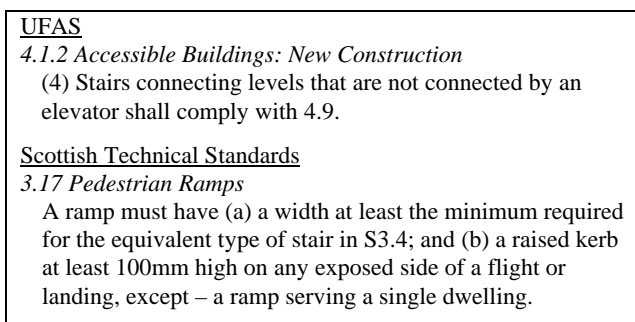 UFAS
4.1.2 Accessible Buildings: New Construction
(4) Stairs connecting levels that are not connected by an
elevator shall comply with 4.9.
Scottish Technical Standards
3.17 Pedestrian Ramps
A ramp must have (a) a width at least the minimum required
for the equivalent type of stair in S3.4; and (b) a raised kerb
at least 100mm high on any exposed side of a flight or
landing, except – a ramp serving a single dwelling.